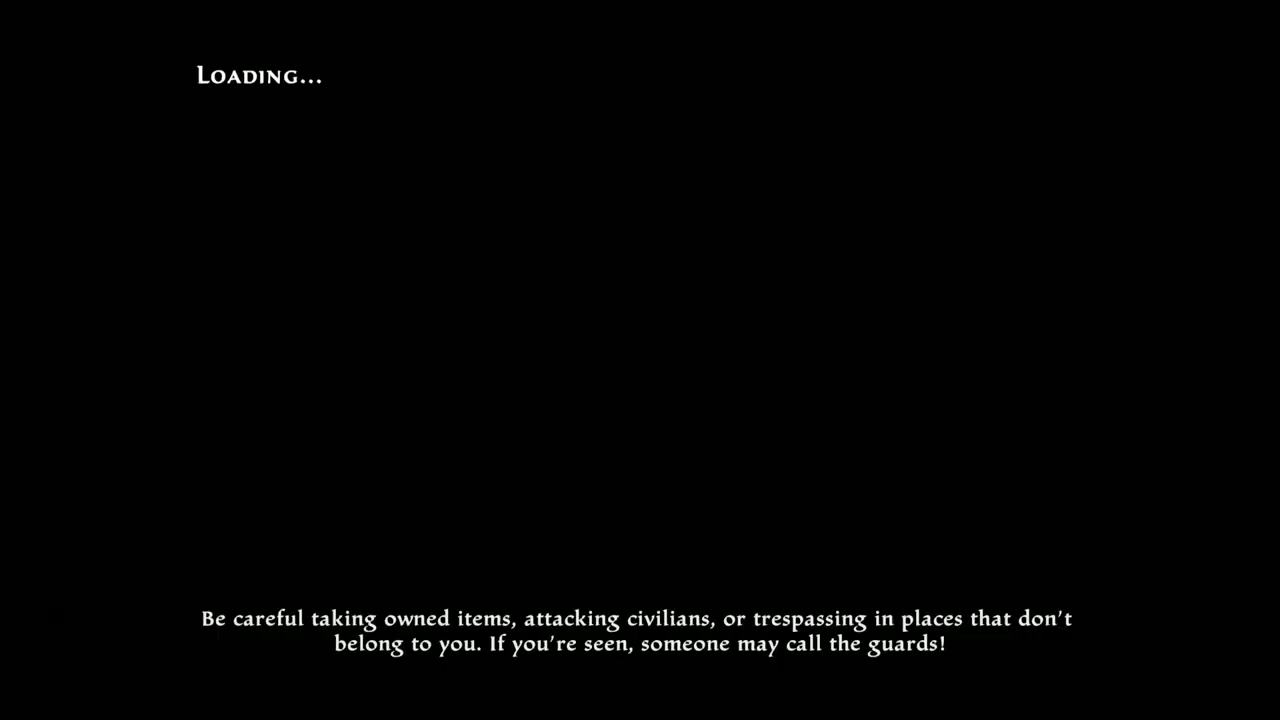 Loading...
Be careful taking owned items, attacking civilians, or trespassing in places that don't
belong to you. If you're seen, someone may call the guards!